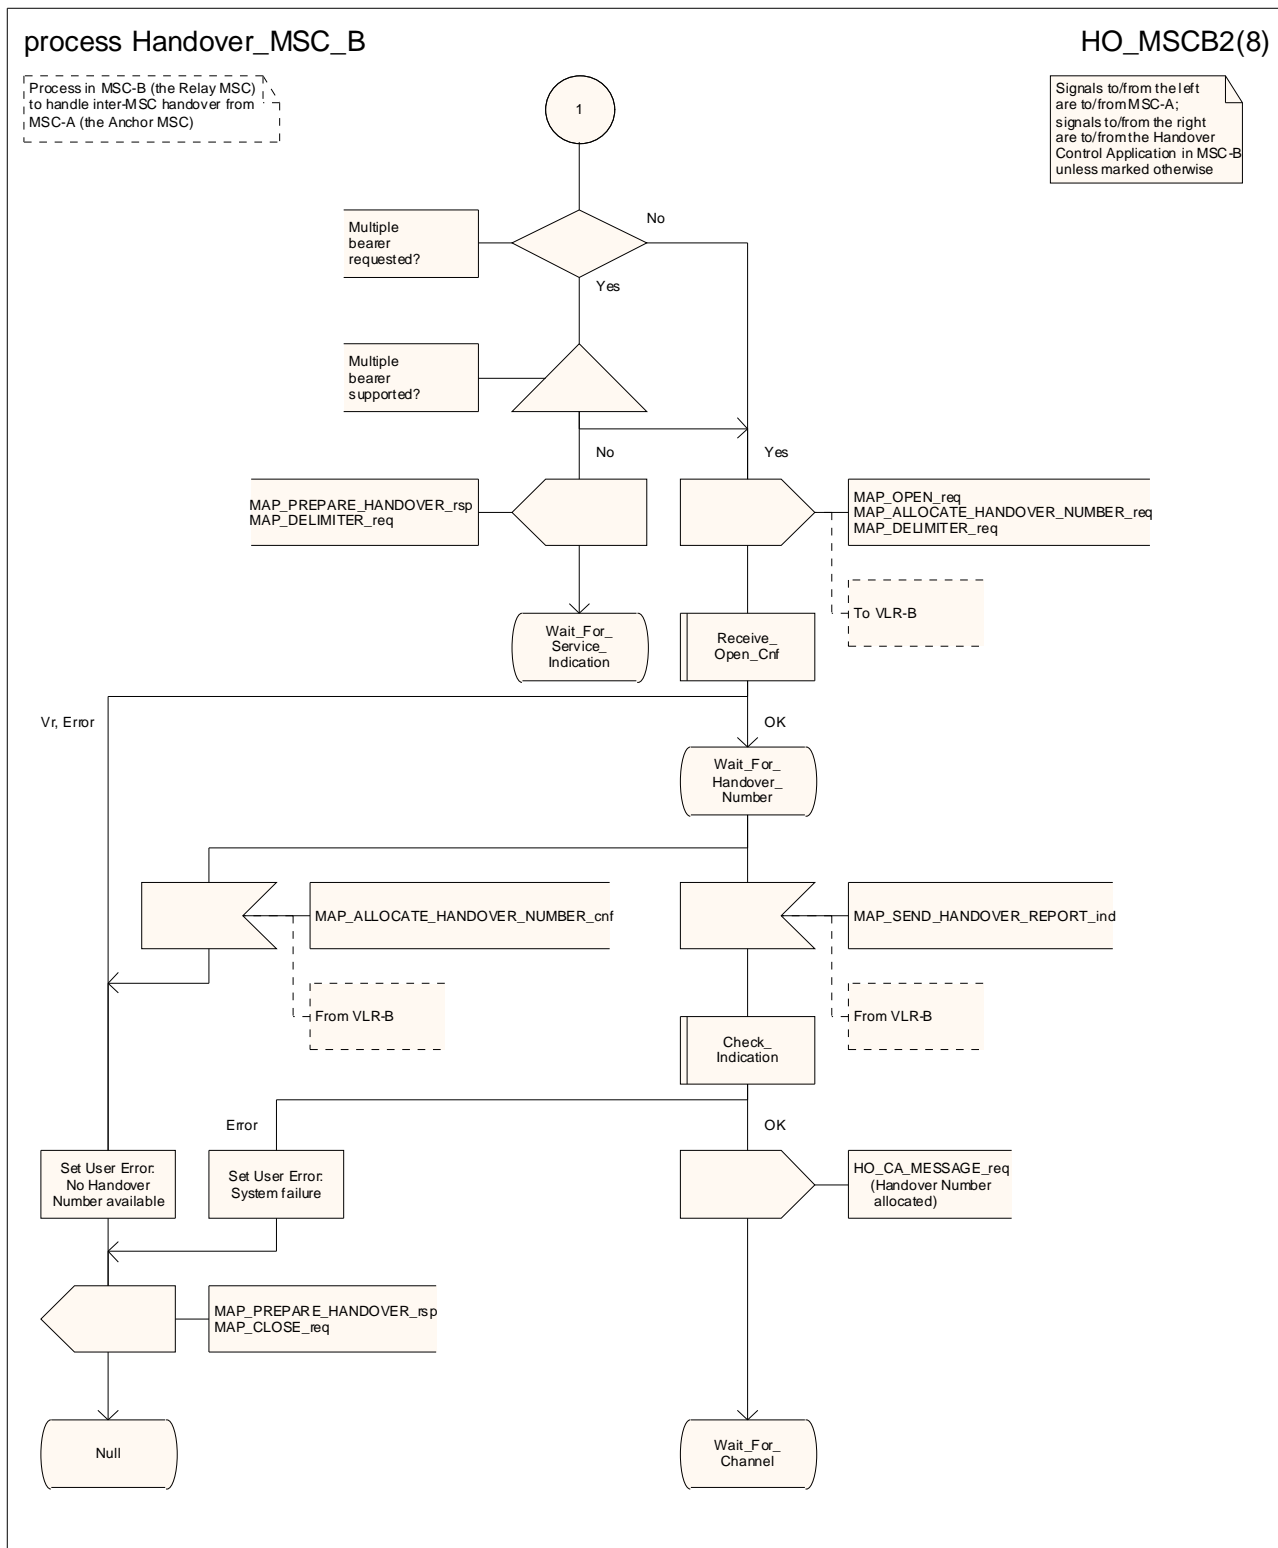 process Handover_MSC_B
HO_MSCB2(8)
Process in MSC-B (the Relay MSC)
to handle inter-MSC handover from
MSC-A (the Anchor MSC)
1
Signals to/from the left
are to/from MSC-A;
signals to/from the right
are to/from the Handover
Control Application in MSC-B
unless marked otherwise
No
Multiple
bearer
requested?
Yes
Multiple
bearer
supported?
No
Yes
MAP_PREPARE_HANDOVER_rsp
MAP_DELIMITER_req
MAP_OPEN_req
MAP_ALLOCATE_HANDOVER_NUMBER_req
MAP_DELIMITER_req
To VLR-B
Wait_For_
Service_
Indication
Receive_
Open_Cnf
Vr, Error
OK
Wait_For_
Handover_
Number
MAP_ALLOCATE_HANDOVER_NUMBER_cnf
MAP_SEND_HANDOVER_REPORT_ind
From VLR-B
From VLR-B
Check_
Indication
Error
OK
Set User Error:
No Handover
Number available
Set User Error:
System failure
HO_CA_MESSAGE_req
(Handover Number
allocated)
MAP_PREPARE_HANDOVER_rsp
MAP_CLOSE_req
Null
Wait_For_
Channel